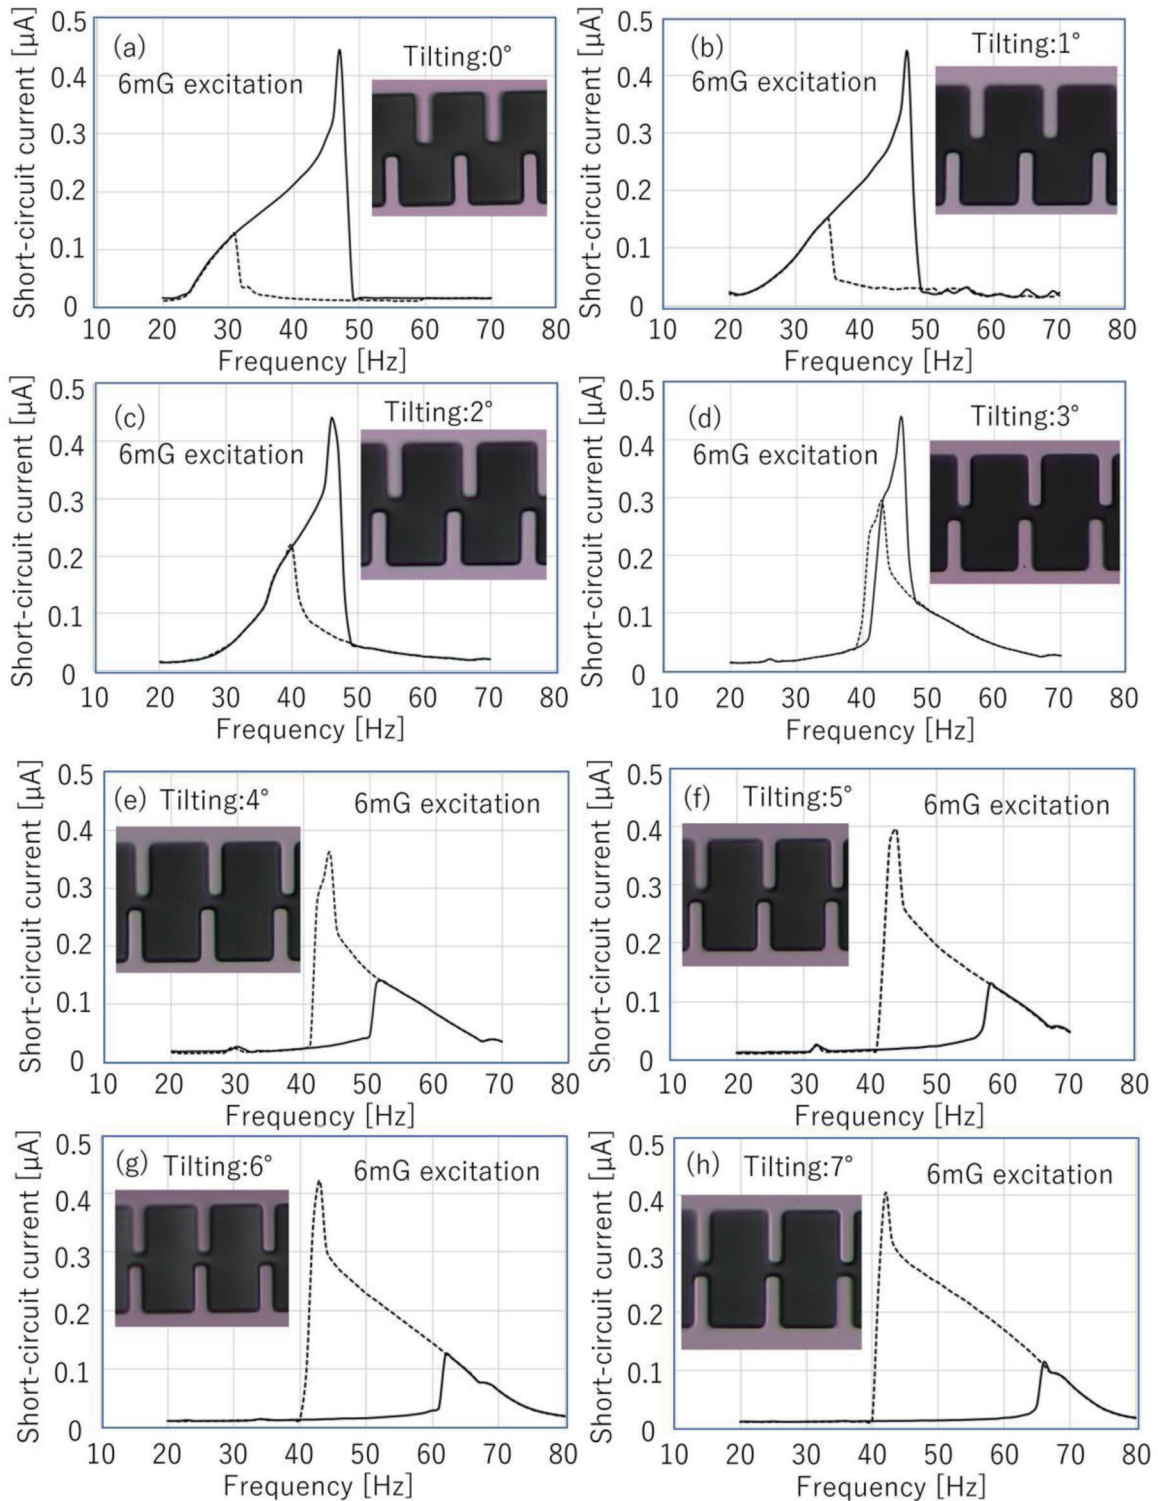 (a)
Tilting:0°
6mG excitation
Short-circuit current [μA]
0.5
0.4
0.3
0.2
0.1
0
10 20 30 40 50 60 70 80
Frequency [Hz]
(b)
Tilting:1°
6mG excitation
Short-circuit current [μA]
0.5
0.4
0.3
0.2
0.1
0
10 20 30 40 50 60 70 80
Frequency [Hz]
(c)
Tilting:2°
6mG excitation
Short-circuit current [μA]
0.5
0.4
0.3
0.2
0.1
0
10 20 30 40 50 60 70 80
Frequency [Hz]
(d)
Tilting:3°
6mG excitation
Short-circuit current [μA]
0.5
0.4
0.3
0.2
0.1
0
10 20 30 40 50 60 70 80
Frequency [Hz]
(e) Tilting:4°
6mG excitation
Short-circuit current [μA]
0.5
0.4
0.3
0.2
0.1
0
10 20 30 40 50 60 70 80
Frequency [Hz]
(f) Tilting:5°
6mG excitation
Short-circuit current [μA]
0.5
0.4
0.3
0.2
0.1
0
10 20 30 40 50 60 70 80
Frequency [Hz]
(g) Tilting:6°
6mG excitation
Short-circuit current [μA]
0.5
0.4
0.3
0.2
0.1
0
10 20 30 40 50 60 70 80
Frequency [Hz]
(h) Tilting:7°
6mG excitation
Short-circuit current [μA]
0.5
0.4
0.3
0.2
0.1
0
10 20 30 40 50 60 70 80
Frequency [Hz]